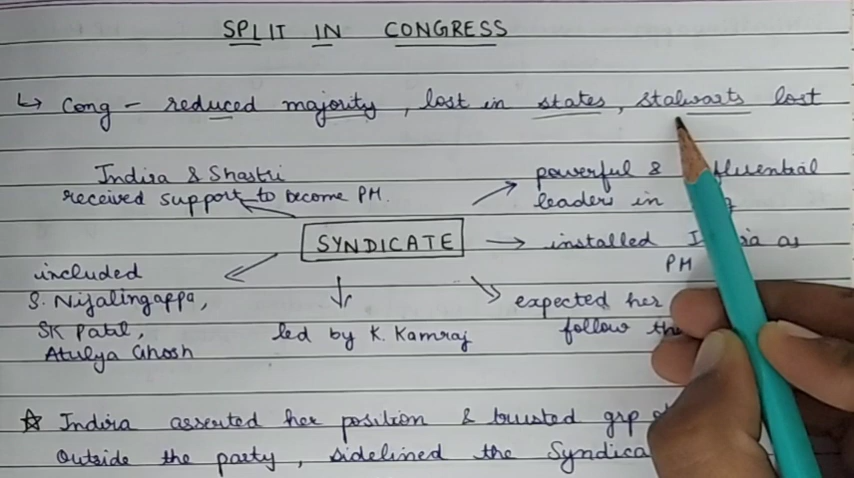 SPLIT IN CONGRESS
↳ Cong - reduced majority, lost in states, stalwarts lost
Indira & Shastri
received support to become PM.
powerful &
leaders in
SYNDICATE
installed as
PM
included
S. Nijalingappa,
SK Patal,
Atulya Ghosh
led by K. Kamraj
expected her
follow
☆ Indira asserted her position & trusted grp
Outside the party, sidelined the